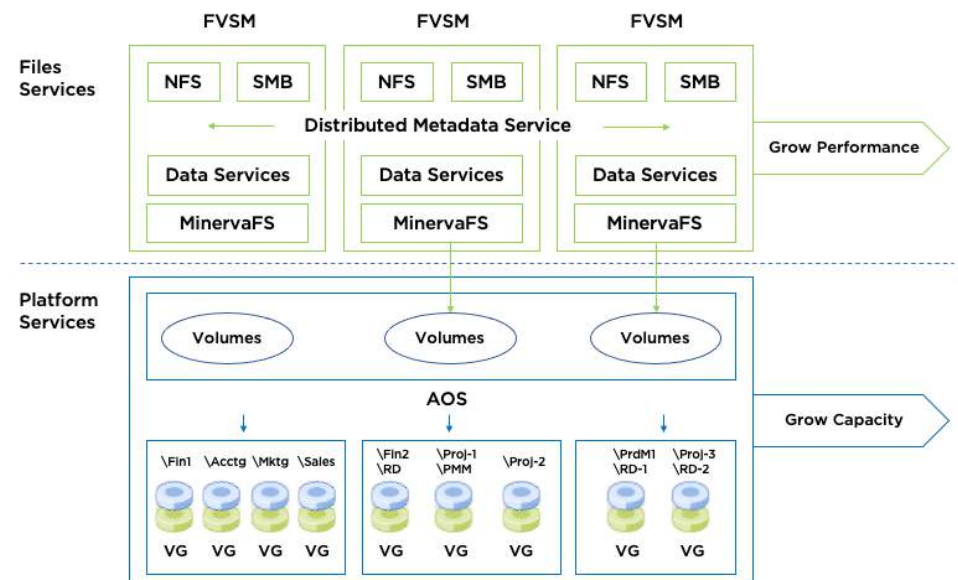 FVSM
FVSM
FVSM
Files
Services
NFS
SMB
NFS
SMB
NFS
SMB
Distributed Metadata Service
Grow Performance
Data Services
Data Services
Data Services
MinervaFS
MinervaFS
MinervaFS
Platform
Services
Volumes
Volumes
Volumes
AOS
Grow Capacity
\Fin1
\Acctg
\Mktg
\Sales
\Fin2
\RD
\Proj-1
\PMM
\Proj-2
\PrdM1
\RD-1
\Proj-3
\RD-2
VG
VG
VG
VG
VG
VG
VG
VG
VG